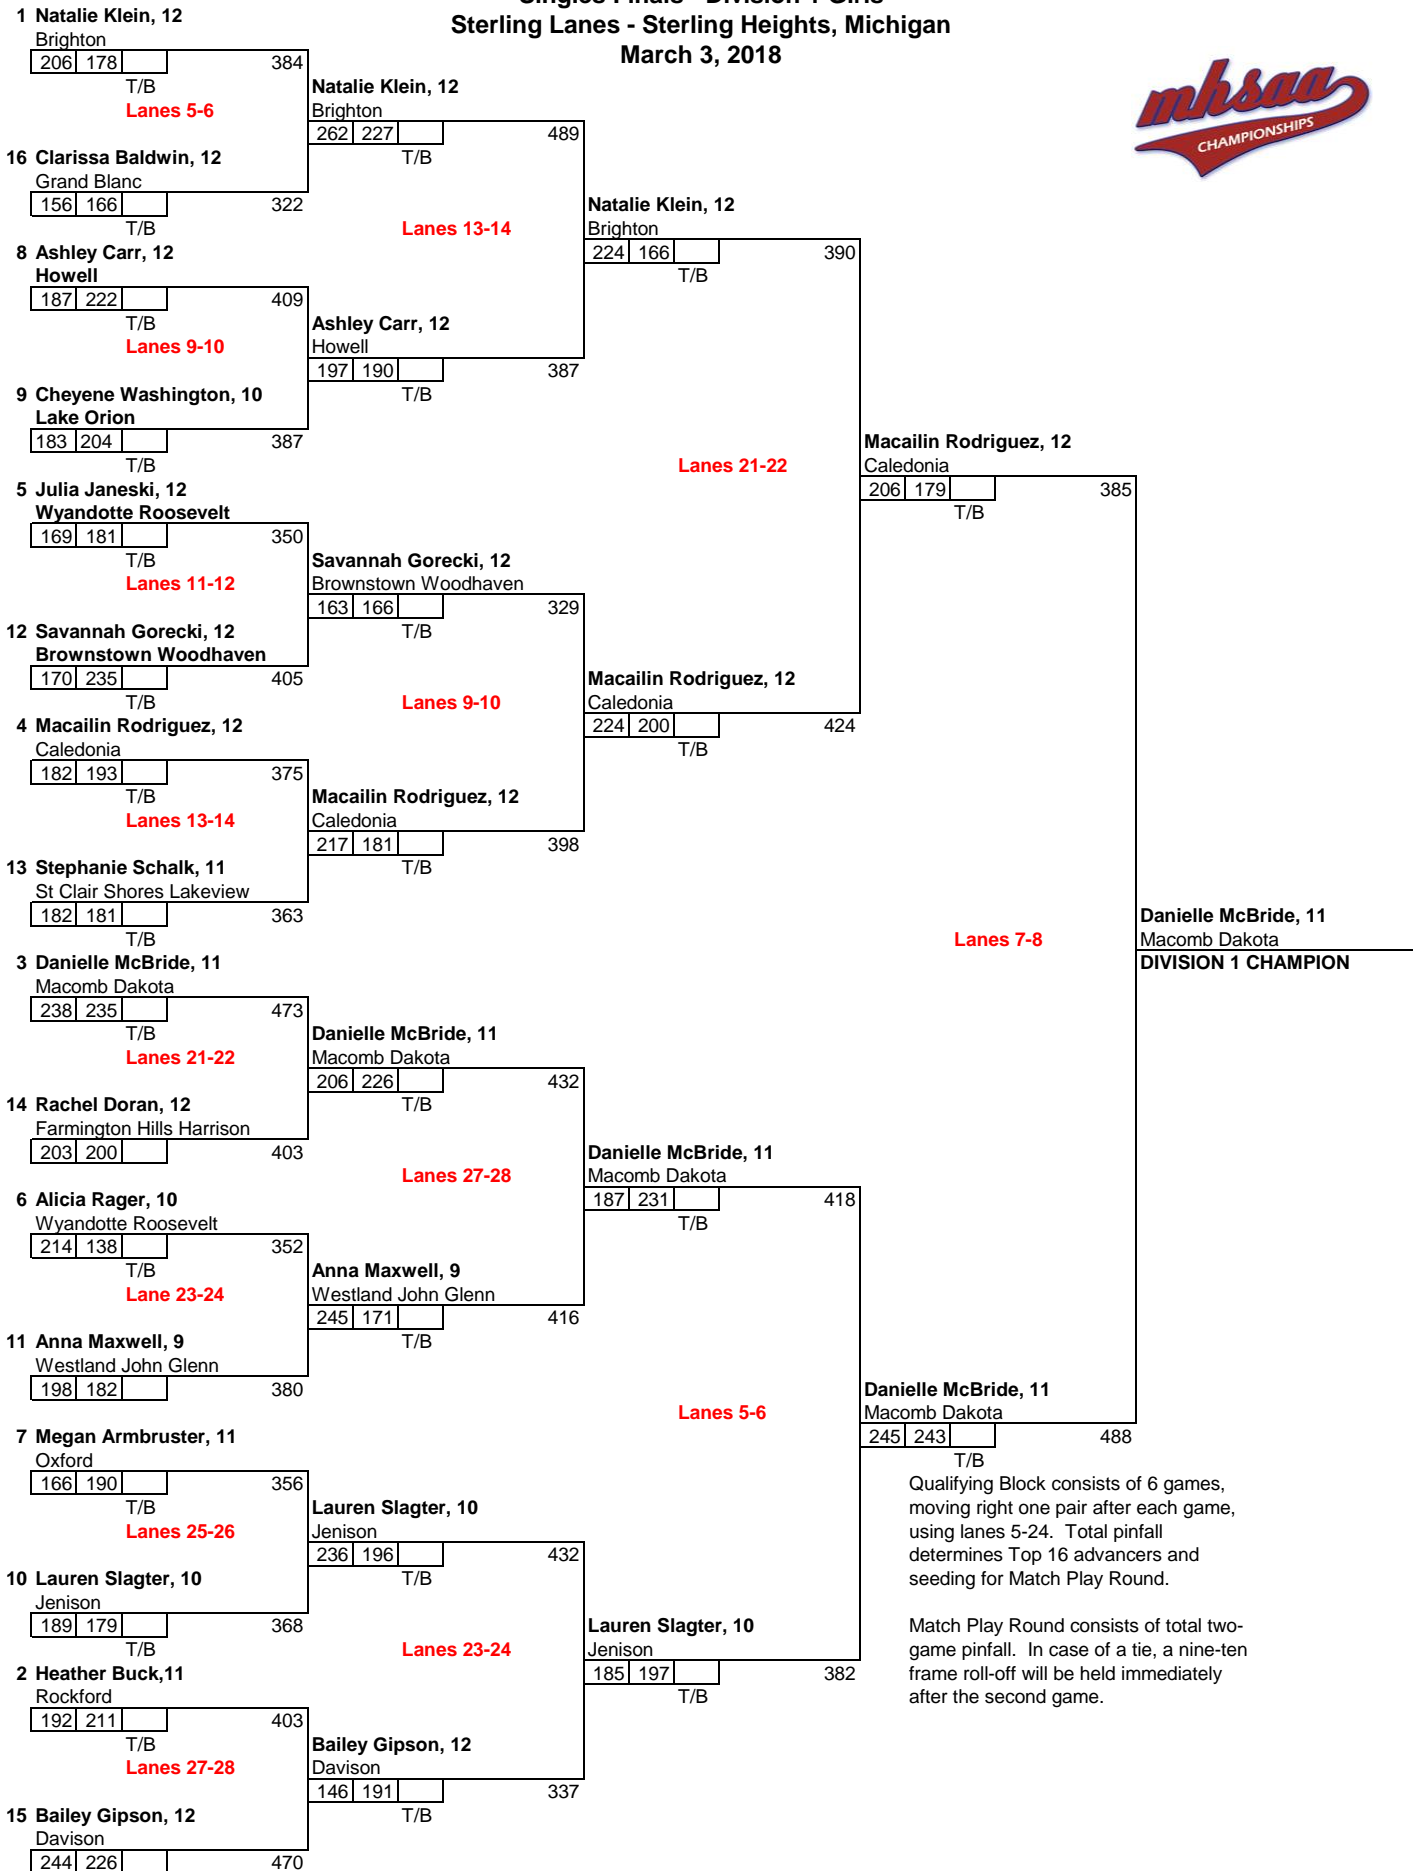 Singles Finals - Division 1 Girls
Sterling Lanes - Sterling Heights, Michigan
March 3, 2018
mhsaa
CHAMPIONSHIPS
1 Natalie Klein, 12
Brighton
206 178 384
T/B
Lanes 5-6
16 Clarissa Baldwin, 12
Grand Blanc
156 166 322
T/B
8 Ashley Carr, 12
Howell
187 222 409
T/B
Lanes 9-10
9 Cheyene Washington, 10
Lake Orion
183 204 387
T/B
5 Julia Janeski, 12
Wyandotte Roosevelt
169 181 350
T/B
Lanes 11-12
12 Savannah Gorecki, 12
Brownstown Woodhaven
170 235 405
T/B
4 Macailin Rodriguez, 12
Caledonia
182 193 375
T/B
Lanes 13-14
13 Stephanie Schalk, 11
St Clair Shores Lakeview
182 181 363
T/B
3 Danielle McBride, 11
Macomb Dakota
238 235 473
T/B
Lanes 21-22
14 Rachel Doran, 12
Farmington Hills Harrison
203 200 403
6 Alicia Rager, 10
Wyandotte Roosevelt
214 138 352
T/B
Lane 23-24
11 Anna Maxwell, 9
Westland John Glenn
198 182 380
7 Megan Armbruster, 11
Oxford
166 190 356
T/B
Lanes 25-26
10 Lauren Slagter, 10
Jenison
189 179 368
T/B
2 Heather Buck,11
Rockford
192 211 403
T/B
Lanes 27-28
15 Bailey Gipson, 12
Davison
244 226 470
Natalie Klein, 12
Brighton
262 227 489
T/B
Lanes 13-14
Ashley Carr, 12
Howell
197 190 387
T/B
Savannah Gorecki, 12
Brownstown Woodhaven
163 166 329
T/B
Lanes 9-10
Macailin Rodriguez, 12
Caledonia
217 181 398
T/B
Danielle McBride, 11
Macomb Dakota
206 226 432
T/B
Lanes 27-28
Anna Maxwell, 9
Westland John Glenn
245 171 416
T/B
Lauren Slagter, 10
Jenison
236 196 432
T/B
Lanes 23-24
Bailey Gipson, 12
Davison
146 191 337
T/B
Natalie Klein, 12
Brighton
224 166 390
T/B
Lanes 21-22
Macailin Rodriguez, 12
Caledonia
224 200 424
T/B
Danielle McBride, 11
Macomb Dakota
187 231 418
T/B
Lanes 5-6
Lauren Slagter, 10
Jenison
185 197 382
T/B
Macailin Rodriguez, 12
Caledonia
206 179 385
T/B
Lanes 7-8
Danielle McBride, 11
Macomb Dakota
245 243 488
T/B
Danielle McBride, 11
Macomb Dakota
DIVISION 1 CHAMPION
Qualifying Block consists of 6 games,
moving right one pair after each game,
using lanes 5-24. Total pinfall
determines Top 16 advancers and
seeding for Match Play Round.
Match Play Round consists of total two-
game pinfall. In case of a tie, a nine-ten
frame roll-off will be held immediately
after the second game.